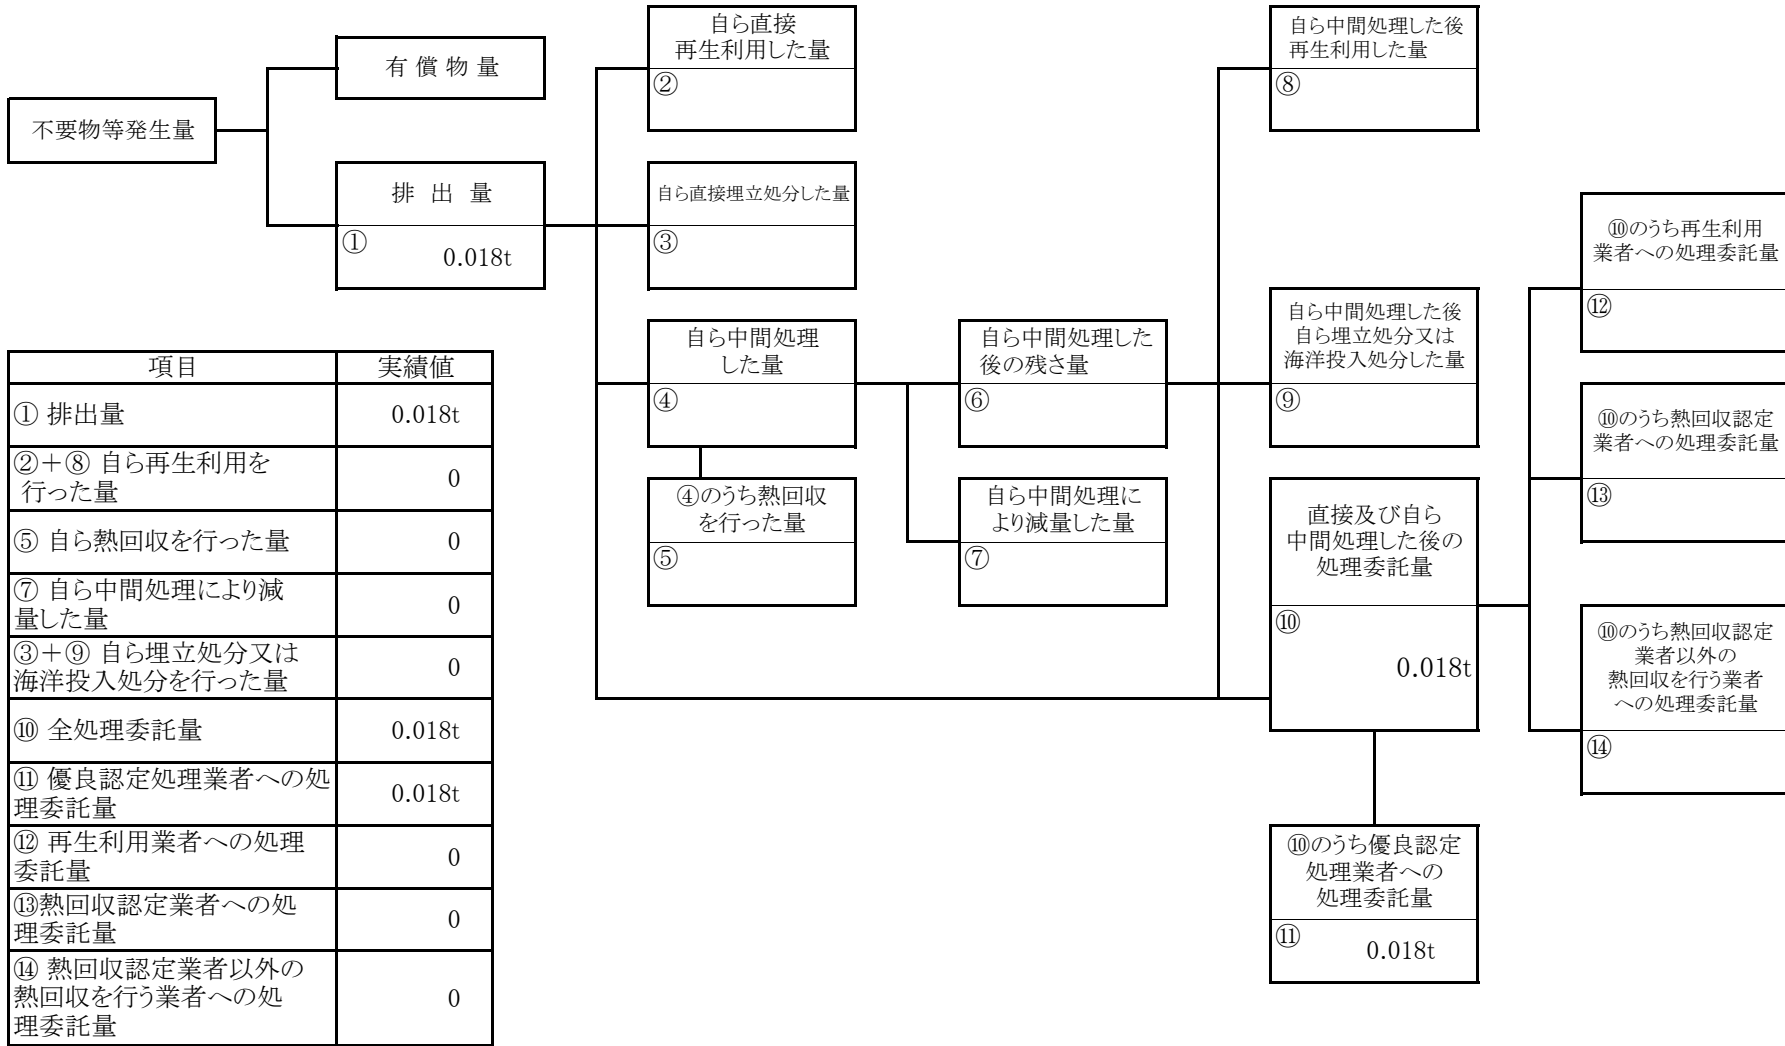 不要物等発生量
有 償 物 量
排 出 量
①
0.018t
自ら直接
再生利用した量
②
自ら直接埋立処分した量
③
自ら中間処理
した量
④
④のうち熱回収
を行った量
⑤
自ら中間処理した
後の残さ量
⑥
自ら中間処理に
より減量した量
⑦
自ら中間処理した後
再生利用した量
⑧
自ら中間処理した後
自ら埋立処分又は
海洋投入処分した量
⑨
直接及び自ら
中間処理した後の
処理委託量
⑩
0.018t
⑩のうち優良認定
処理業者への
処理委託量
⑪
0.018t
⑩のうち再生利用
業者への処理委託量
⑫
⑩のうち熱回収認定
業者への処理委託量
⑬
⑩のうち熱回収認定
業者以外の
熱回収を行う業者
への処理委託量
⑭
項目 実績値
① 排出量 0.018t
②＋⑧ 自ら再生利用を
行った量 0
⑤ 自ら熱回収を行った量 0
⑦ 自ら中間処理により減
量した量 0
③＋⑨ 自ら埋立処分又は
海洋投入処分を行った量 0
⑩ 全処理委託量 0.018t
⑪ 優良認定処理業者への処
理委託量 0.018t
⑫ 再生利用業者への処理
委託量 0
⑬熱回収認定業者への処
理委託量 0
⑭ 熱回収認定業者以外の
熱回収を行う業者への処
理委託量 0